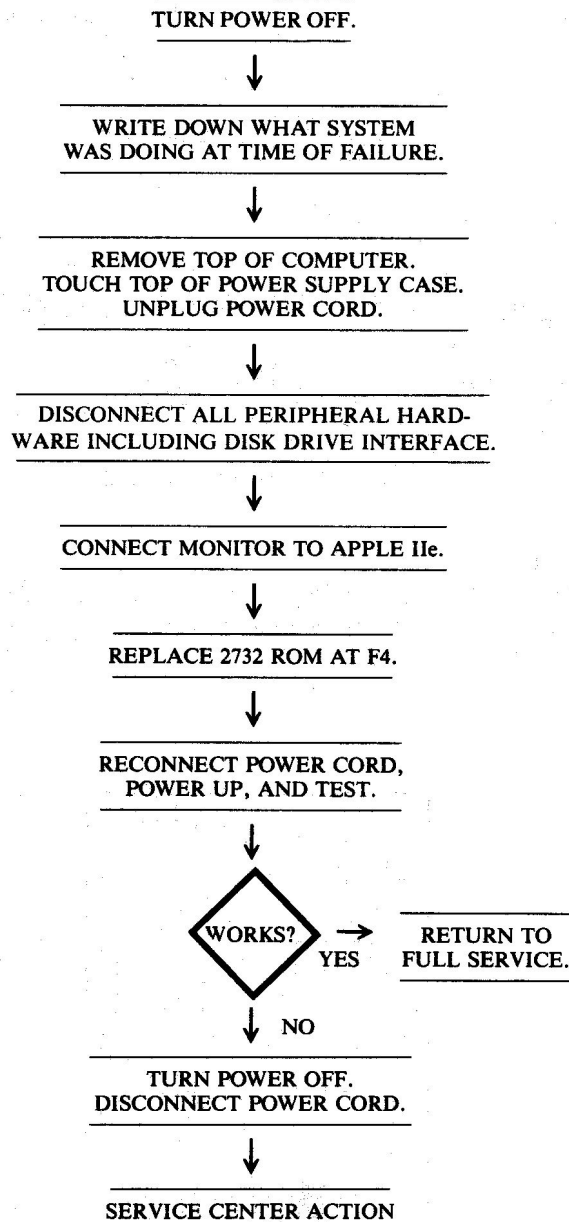 TURN POWER OFF.
WRITE DOWN WHAT SYSTEM
WAS DOING AT TIME OF FAILURE.
REMOVE TOP OF COMPUTER.
TOUCH TOP OF POWER SUPPLY CASE.
UNPLUG POWER CORD.
DISCONNECT ALL PERIPHERAL HARD-
WARE INCLUDING DISK DRIVE INTERFACE.
CONNECT MONITOR TO APPLE IIe.
REPLACE 2732 ROM AT F4.
RECONNECT POWER CORD,
POWER UP, AND TEST.
WORKS?
YES
RETURN TO
FULL SERVICE.
NO
TURN POWER OFF.
DISCONNECT POWER CORD.
SERVICE CENTER ACTION